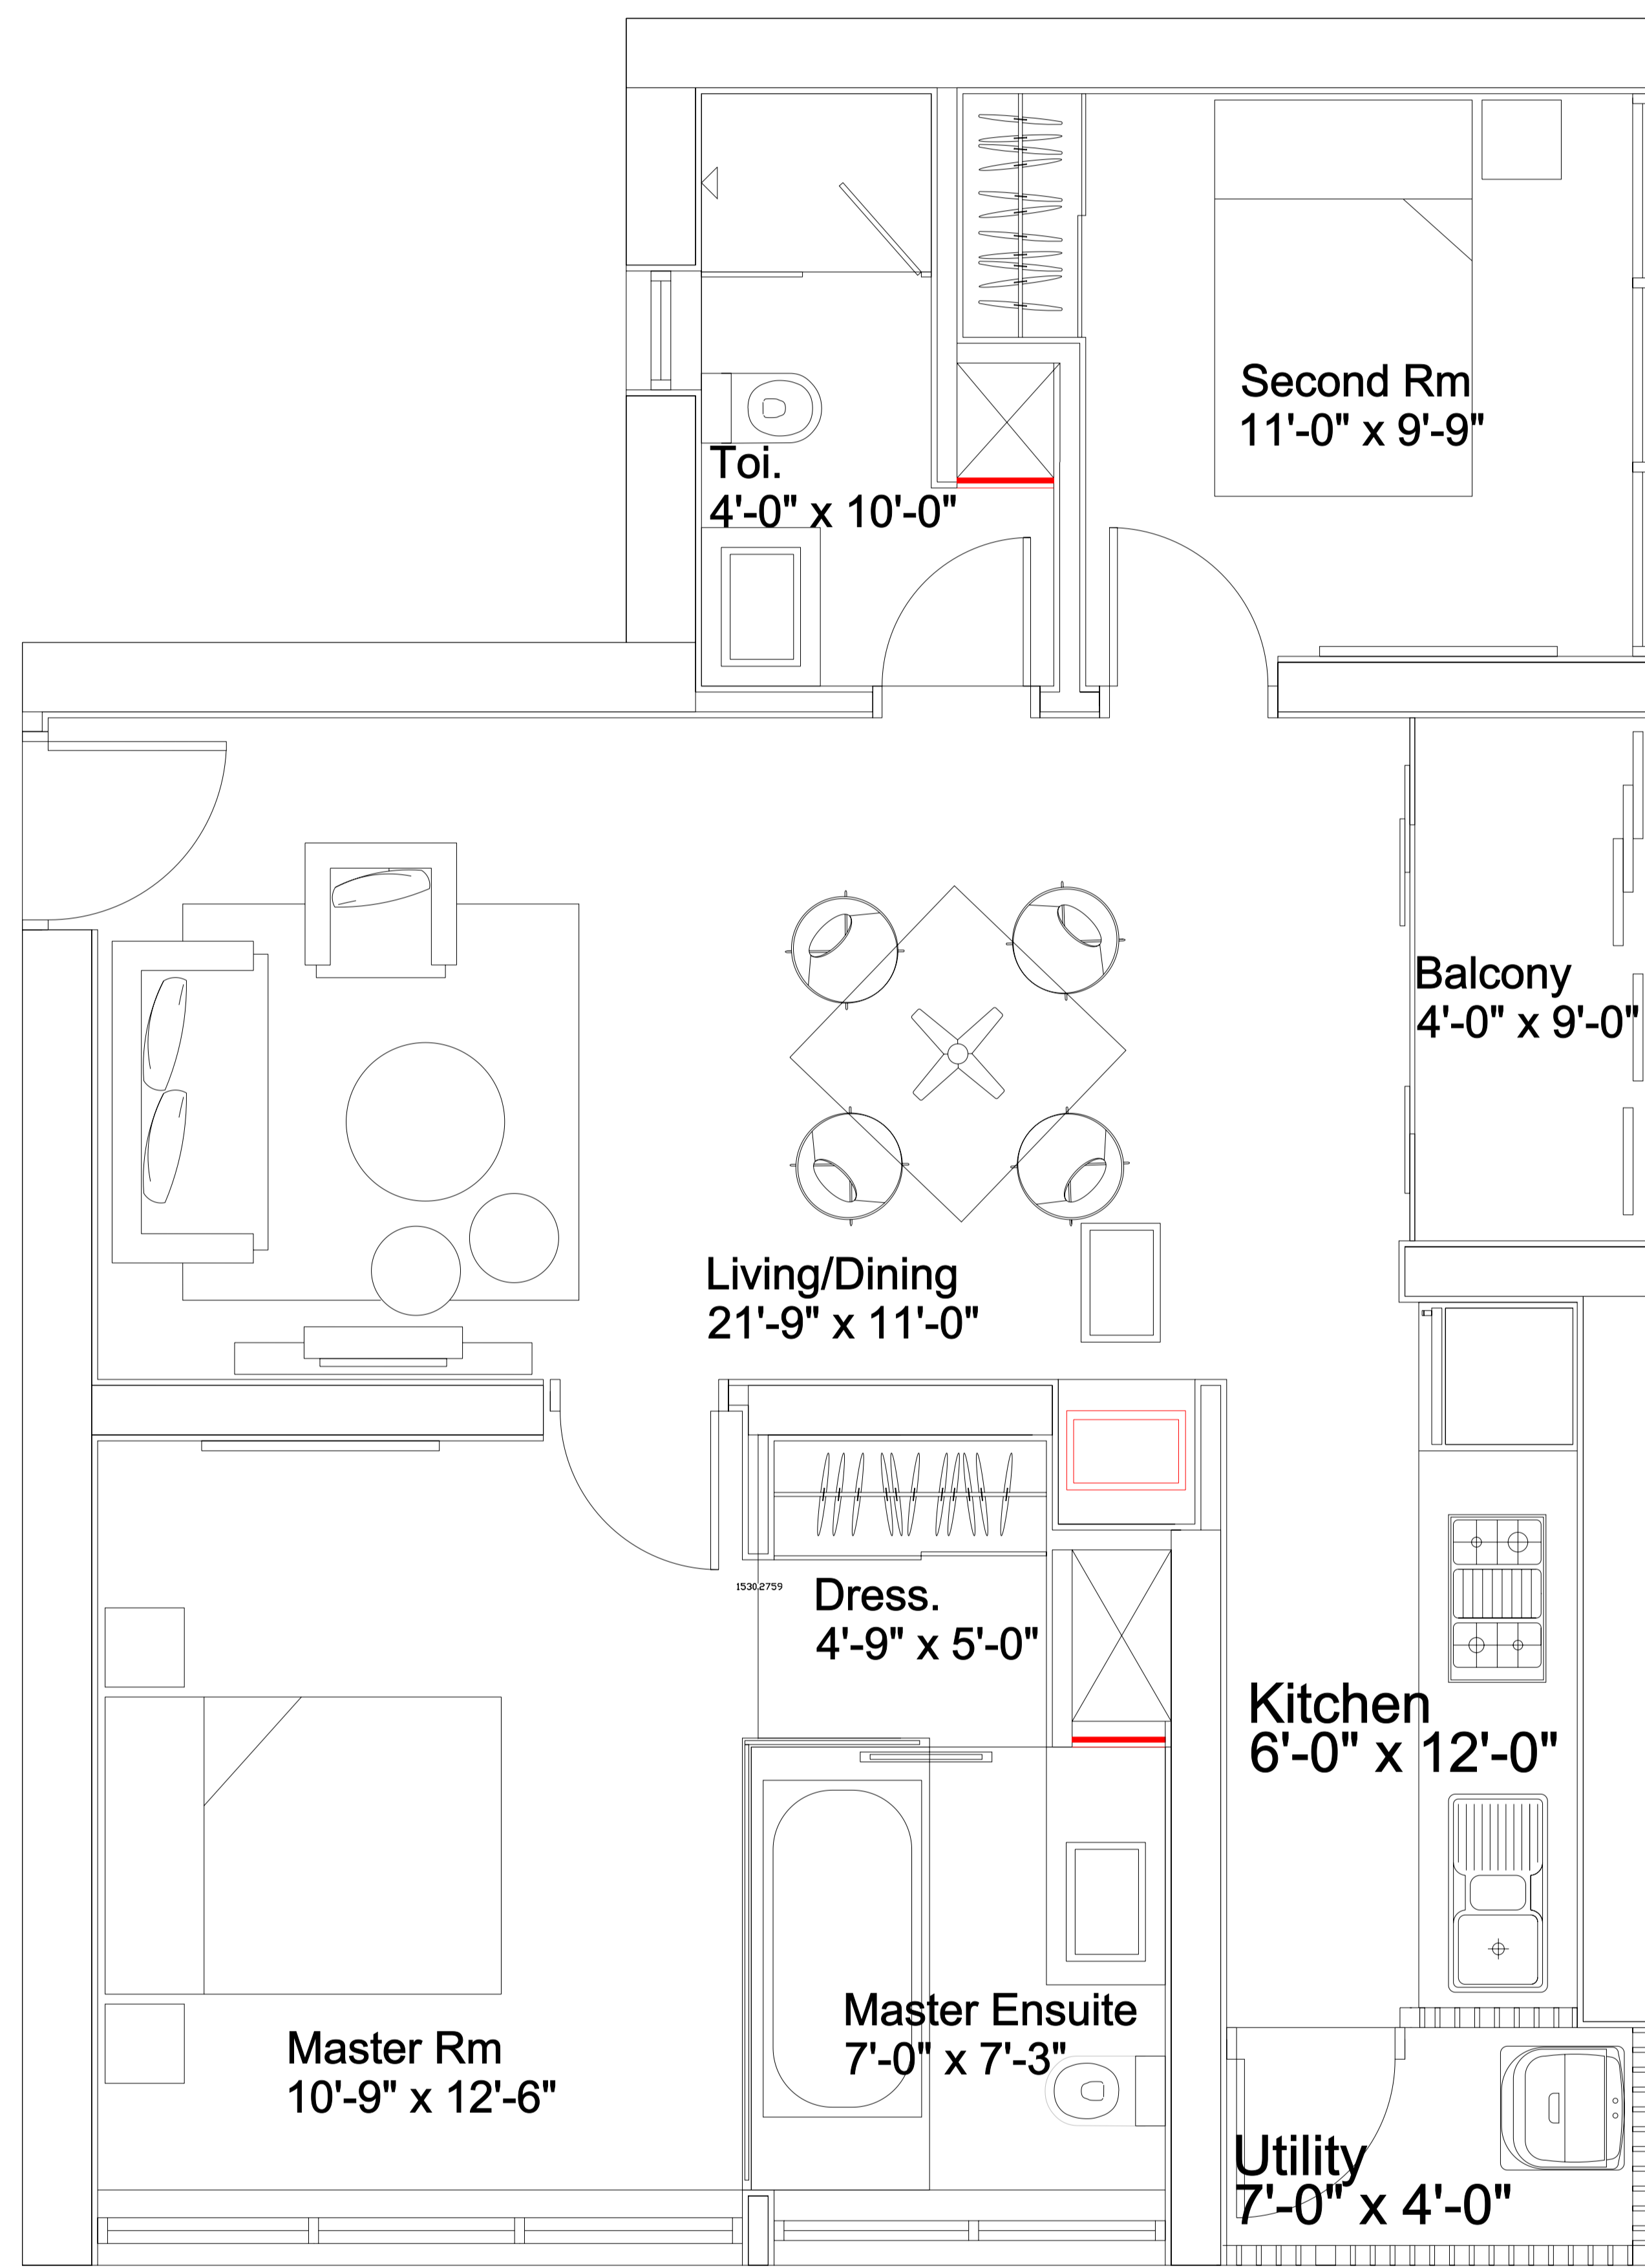 Second Rm
11'-0" x 9'-9"
Toi.
4'-0" x 10'-0"
Balcony
4'-0" x 9'-0"
Living/Dining
21'-9" x 11'-0"
1530.2759
Dress.
4'-9" x 5'-0"
Kitchen
6'-0" x 12'-0"
Master Ensuite
7'-0" x 7'-3"
Master Rm
10'-9" x 12'-6"
Utility
7'-0" x 4'-0"